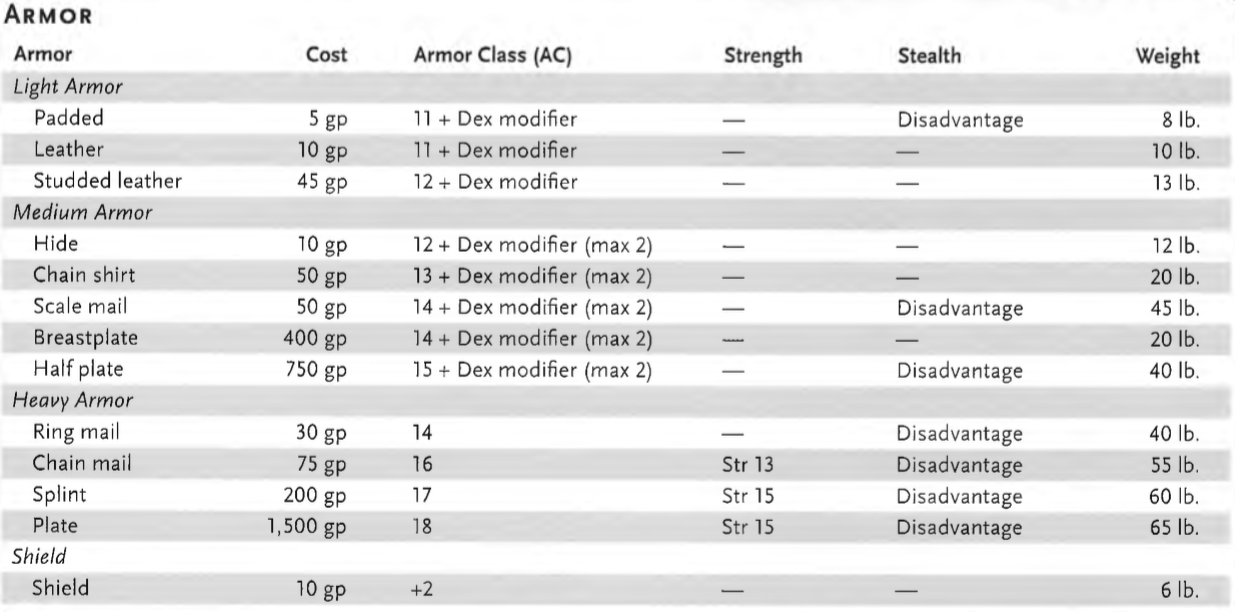 ARMOR
Armor Cost Armor Class (AC) Strength Stealth Weight
Light Armor
Padded 5 gp 11 + Dex modifier — Disadvantage 8 lb.
Leather 10 gp 11 + Dex modifier — — 10 lb.
Studded leather 45 gp 12 + Dex modifier — — 13 lb.
Medium Armor
Hide 10 gp 12 + Dex modifier (max 2) — — 12 lb.
Chain shirt 50 gp 13 + Dex modifier (max 2) — — 20 lb.
Scale mail 50 gp 14 + Dex modifier (max 2) — Disadvantage 45 lb.
Breastplate 400 gp 14 + Dex modifier (max 2) — — 20 lb.
Half plate 750 gp 15 + Dex modifier (max 2) — Disadvantage 40 lb.
Heavy Armor
Ring mail 30 gp 14 — Disadvantage 40 lb.
Chain mail 75 gp 16 Str 13 Disadvantage 55 lb.
Splint 200 gp 17 Str 15 Disadvantage 60 lb.
Plate 1,500 gp 18 Str 15 Disadvantage 65 lb.
Shield
Shield 10 gp +2 — — 6 lb.